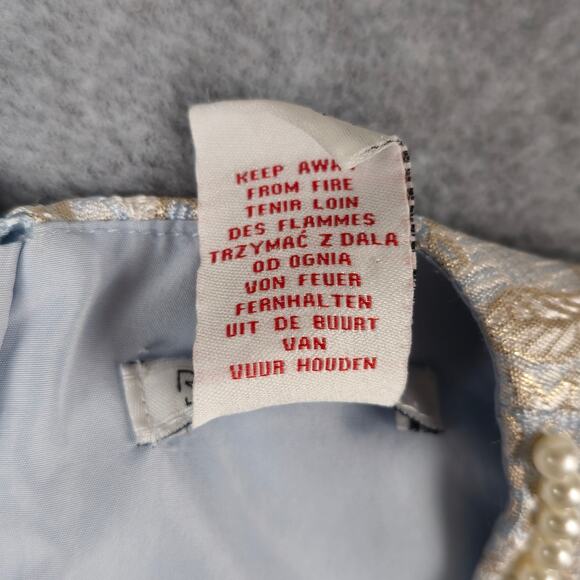 KEEP AWAY
FROM FIRE
TENIR LOIN
DES FLAMMES
TRZYMAĆ Z DALA
OD OGNIA
VON FEUER
FERNHALTEN
UIT DE BUURT
VAN
VUUR HOUDEN